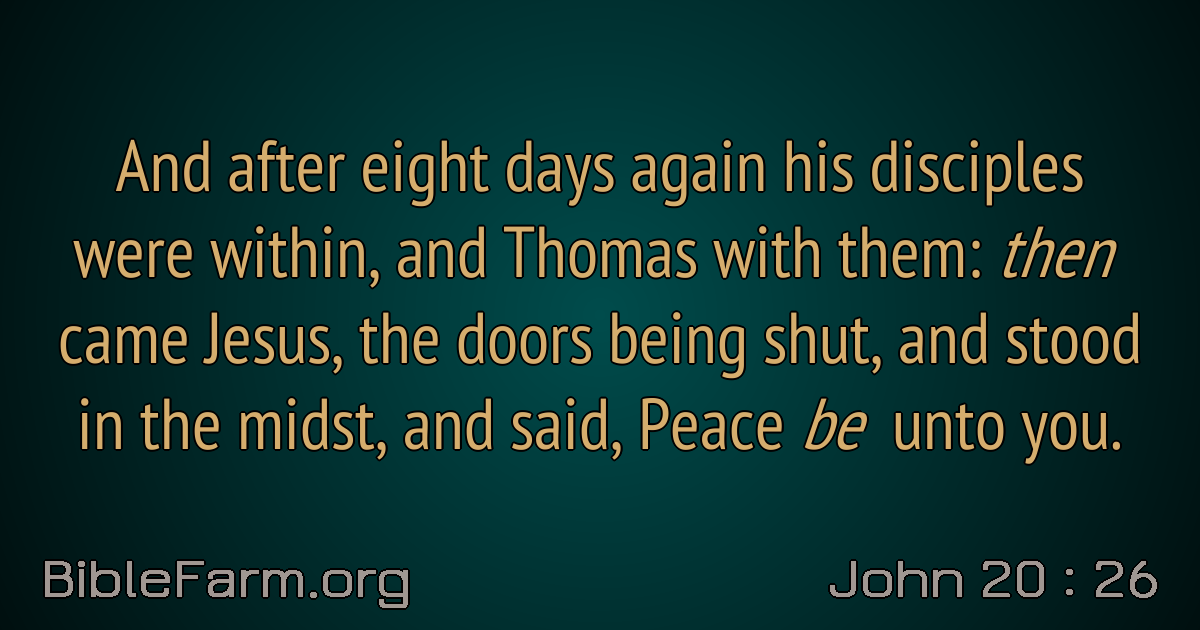 And after eight days again his disciples
were within, and Thomas with them: then
came Jesus, the doors being shut, and stood
in the midst, and said, Peace be unto you.
BibleFarm.org
John 20 : 26